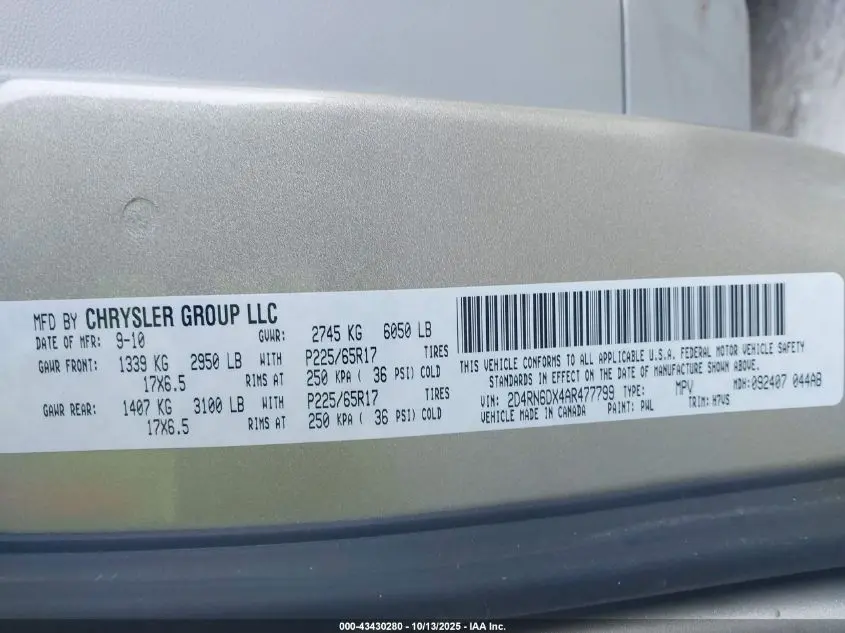 MFD BY CHRYSLER GROUP LLC
DATE OF MFR: 9-10 GVWR: 2745 KG 6050 LB
GAWR FRONT: 1339 KG 2950 LB WITH P225/65R17 TIRES
17X6.5 RIMS AT 250 KPA ( 36 PSI) COLD
GAWR REAR: 1407 KG 3100 LB WITH P225/65R17 TIRES
17X6.5 RIMS AT 250 KPA ( 36 PSI) COLD
THIS VEHICLE CONFORMS TO ALL APPLICABLE U.S.A. FEDERAL MOTOR VEHICLE SAFETY
STANDARDS IN EFFECT ON THE DATE OF MANUFACTURE SHOWN ABOVE.
VIN: 2D4RN6DX4AR477799 TYPE: MPV MDH: 092407 044AB
VEHICLE MADE IN CANADA PAINT: PWL TRIM: H7V5
000-43430280 - 10/13/2025 - IAA Inc.